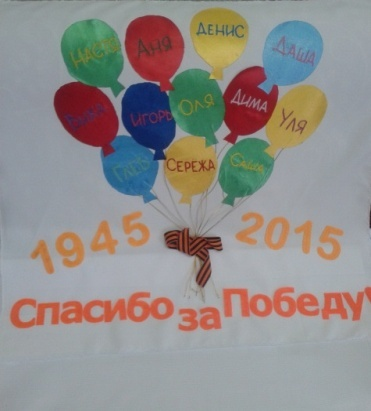 ДЕНИС
НАСТЯ АНЯ ДАША
ОЛЯ ДИМА
ИГОРЬ УЛЯ
СЕРЕЖА
1945 2015
Спасибо за Победу!